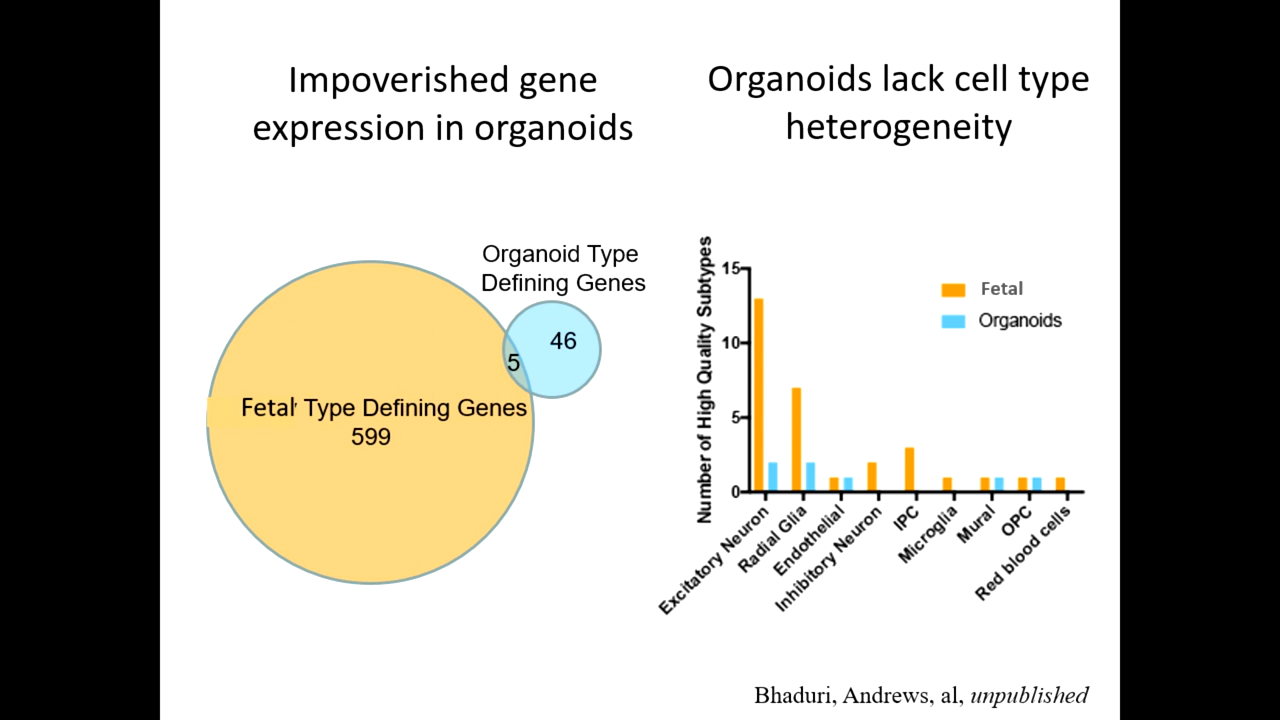 Impoverished gene
expression in organoids
Organoids lack cell type
heterogeneity
Organoid Type
Defining Genes
46
5
Fetal Type Defining Genes
599
Number of High Quality Subtypes
15
10
5
0
Fetal
Organoids
Excitatory Neuron
Radial Glia
Endothelial
Inhibitory Neuron
IPC
Microglia
Mural
OPC
Red blood cells
Bhaduri, Andrews, al, unpublished